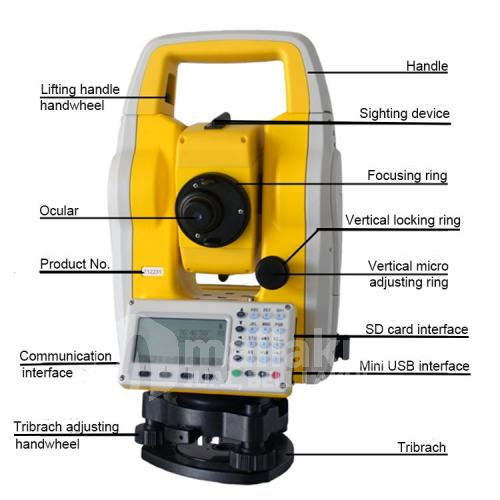 Handle
Lifting handle
handwheel
Sighting device
Focusing ring
Ocular
Vertical locking ring
Product No.
Vertical micro
adjusting ring
SD card interface
Communication
interface
Mini USB interface
Tribrach adjusting
handwheel
Tribrach